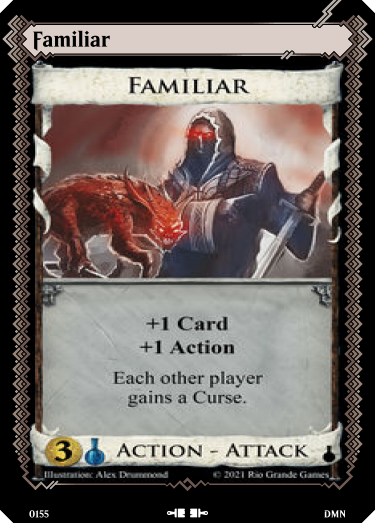 Familiar
FAMILIAR
+1 Card
+1 Action
Each other player
gains a Curse.
3 ACTION - ATTACK
Illustration: Alex Drummond © 2021 Rio Grande Games
0155 DMN